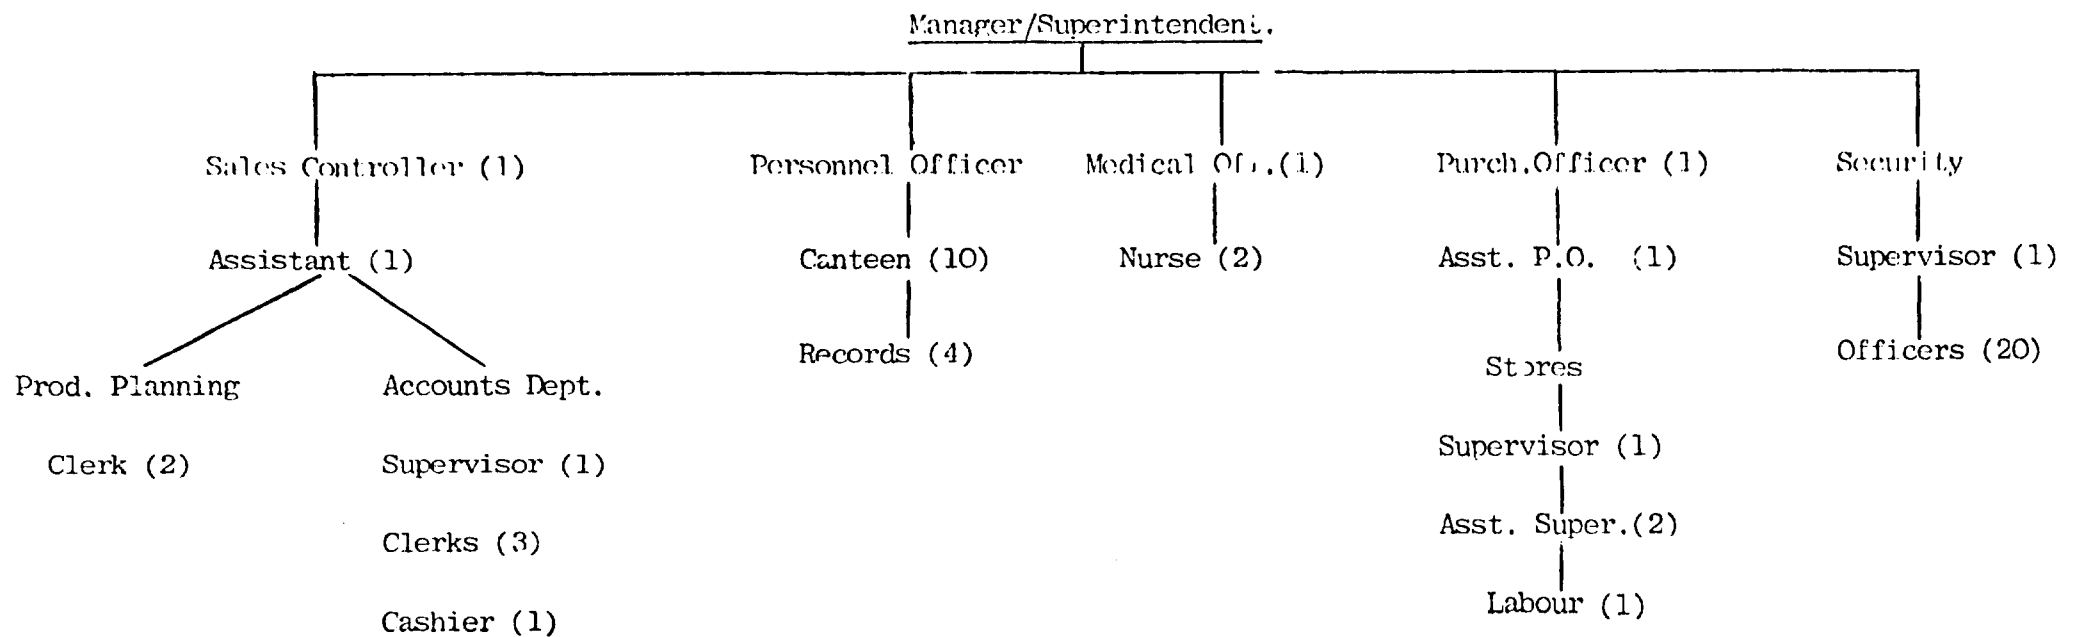 Manager/Superintendent.
Sales Controller (1) Personnel Officer Medical Off.(1) Purch.Officer (1) Security
Assistant (1) Canteen (10) Nurse (2) Asst. P.O. (1) Supervisor (1)
Records (4) Stores Officers (20)
Prod. Planning Accounts Dept.
Clerk (2) Supervisor (1) Supervisor (1)
Clerks (3) Asst. Super.(2)
Cashier (1) Labour (1)